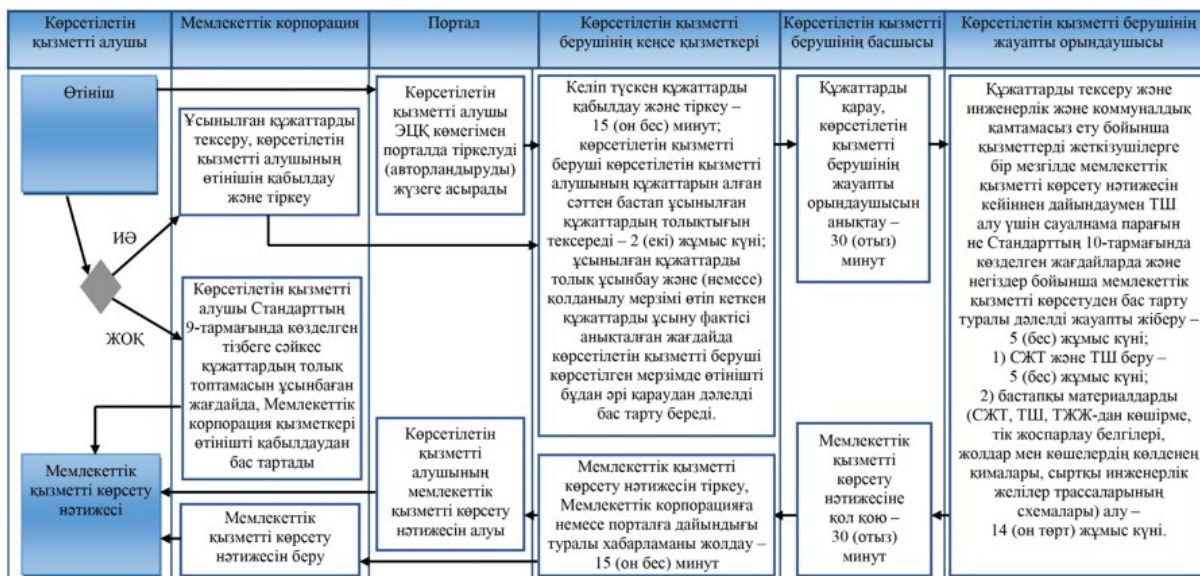 Көрсетілетін
қызметті алушы
Мемлекеттік корпорация
Портал
Көрсетілетін қызметті
берушінің кеңсе қызметкері
Көрсетілетін қызметті
берушінің басшысы
Көрсетілетін қызметті берушінің
жауапты орындаушысы
Өтініш
ИӘ
ЖОҚ
Мемлекеттік
қызметті көрсету
нәтижесі
Ұсынылған құжаттарды
тексеру, көрсетілетін
қызметті алушының
өтінішін қабылдау
және тіркеу
Көрсетілетін қызметті
алушы Стандарттың
9-тармағында көзделген
тізбеге сәйкес
құжаттардың толық
топтамасын ұсынбаған
жағдайда, Мемлекеттік
корпорация қызметкері
өтінішті қабылдаудан
бас тартады
Мемлекеттік
қызметті көрсету
нәтижесін беру
Көрсетілетін
қызметті алушы
ЭЦҚ көмегімен
порталда тіркелуді
(авторландыруды)
жүзеге асырады
Көрсетілетін
қызметті
алушының
мемлекеттік
қызметті көрсету
нәтижесін алуы
Келіп түскен құжаттарды
қабылдау және тіркеу –
15 (он бес) минут;
көрсетілетін қызметті
беруші көрсетілетін қызметті
алушының құжаттарын алған
сәттен бастап ұсынылған
құжаттардың толықтығын
тексереді – 2 (екі) жұмыс күні;
ұсынылған құжаттарды
толық ұсынбау және (немесе)
қолданылу мерзімі өтіп кеткен
құжаттарды ұсыну фактісі
анықталған жағдайда
көрсетілетін қызметті беруші
көрсетілген мерзімде өтінішті
бұдан әрі қараудан дәлелді
бас тарту береді.
Мемлекеттік қызметті
көрсету нәтижесін тіркеу,
Мемлекеттік корпорацияға
немесе порталға дайындығы
туралы хабарламаны жолдау –
15 (он бес) минут
Құжаттарды
қарау,
көрсетілетін
қызметті
берушінің
жауапты
орындаушысын
анықтау –
30 (отыз)
минут
Мемлекеттік
қызметті
көрсету
нәтижесіне
қол қою –
30 (отыз)
минут
Құжаттарды тексеру және
инженерлік және коммуналдық
қамтамасыз ету бойынша
қызметтерді жеткізушілерге
бір мезгілде мемлекеттік
қызметті көрсету нәтижесін
кейіннен дайындаумен ТШ
алу үшін сауалнама парағын
не Стандарттың 10-тармағында
көзделген жағдайларда және
негіздер бойынша мемлекеттік
қызметті көрсетуден бас тарту
туралы дәлелді жауапты жіберу –
5 (бес) жұмыс күні;
1) СЖТ және ТШ беру –
5 (бес) жұмыс күні;
2) бастапқы материалдарды
(СЖТ, ТШ, ТЖЖ-дан көшірме,
тік жоспарлау белгілері,
жолдар мен көшелердің көлденең
қималары, сыртқы инженерлік
желілер трассаларының
схемалары) алу –
14 (он төрт) жұмыс күні.